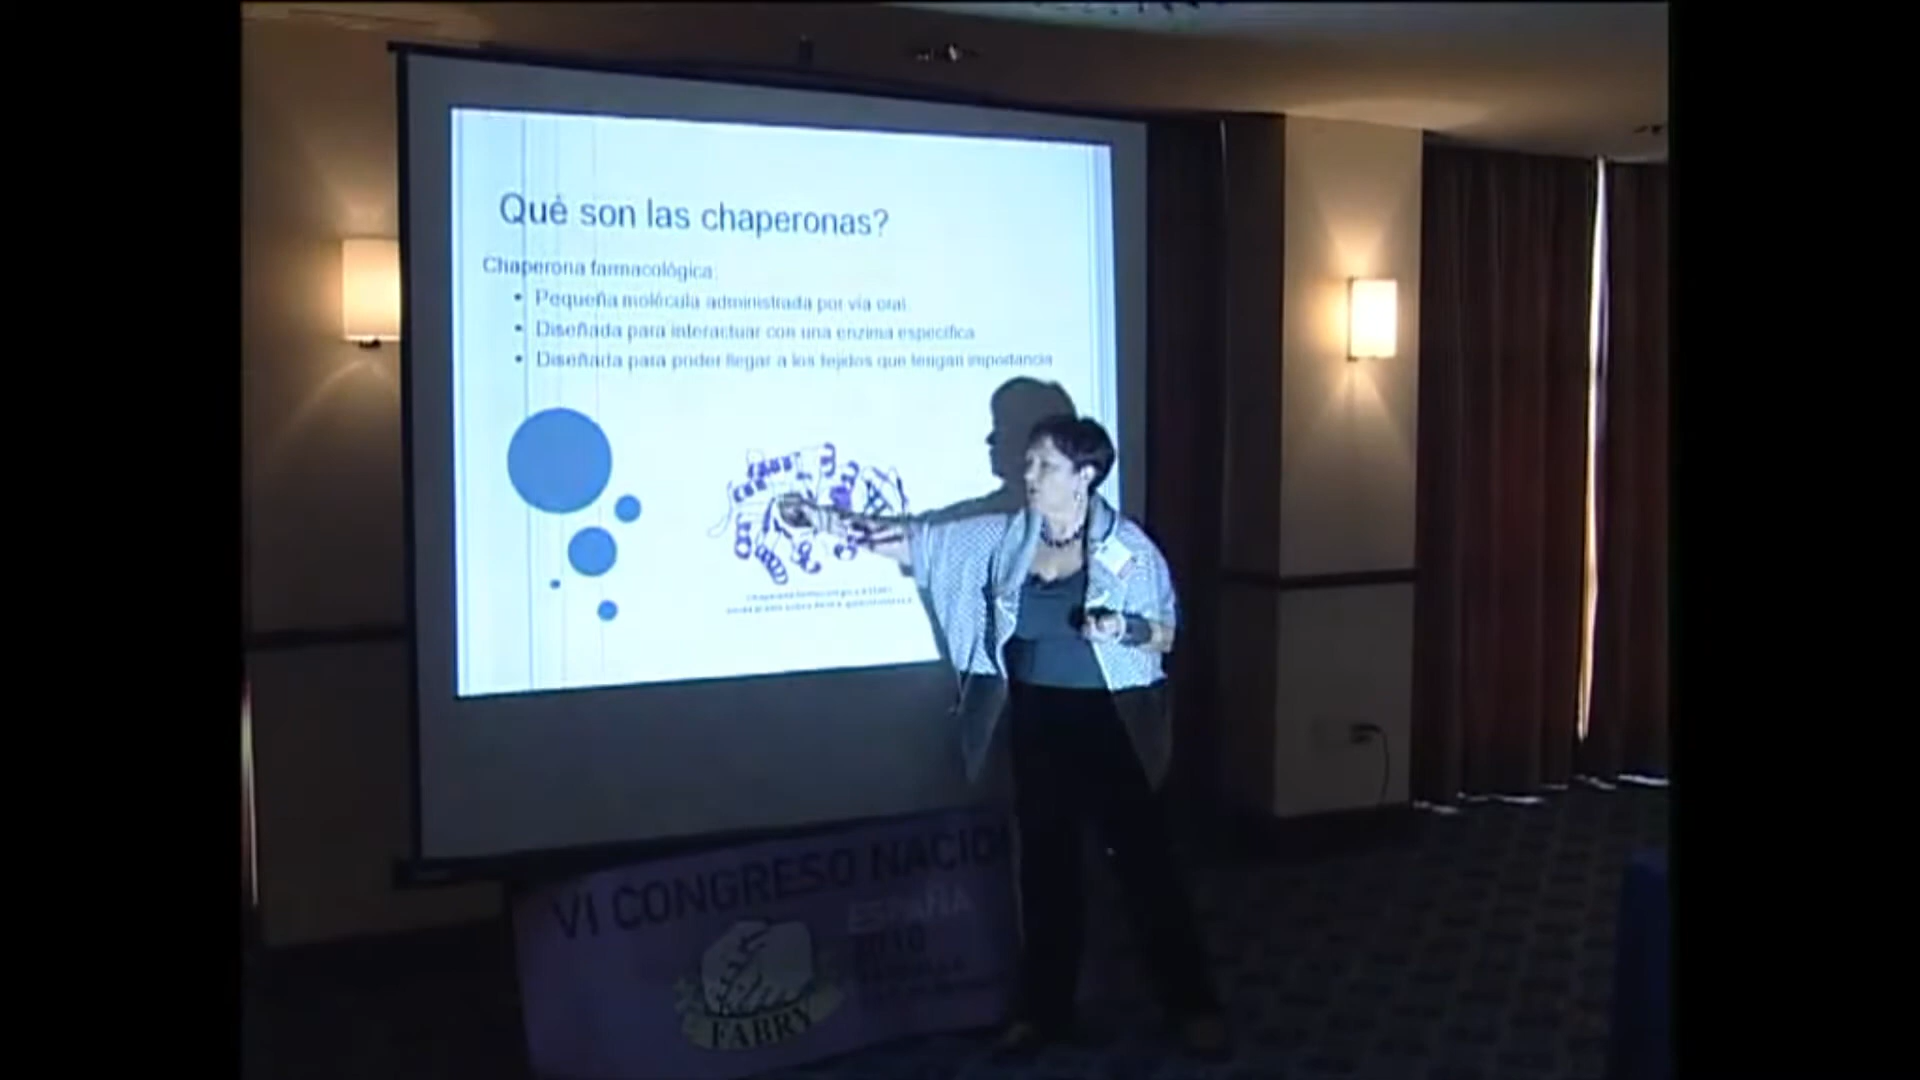 Qué son las chaperonas?
Chaperona farmacológica:
• Pequeña molécula administrada por vía oral
• Diseñada para interactuar con una enzima específica
• Diseñada para poder llegar a los tejidos que tengan importancia
VI CONGRESO NACIO
ESPAÑA
2010
FABRY